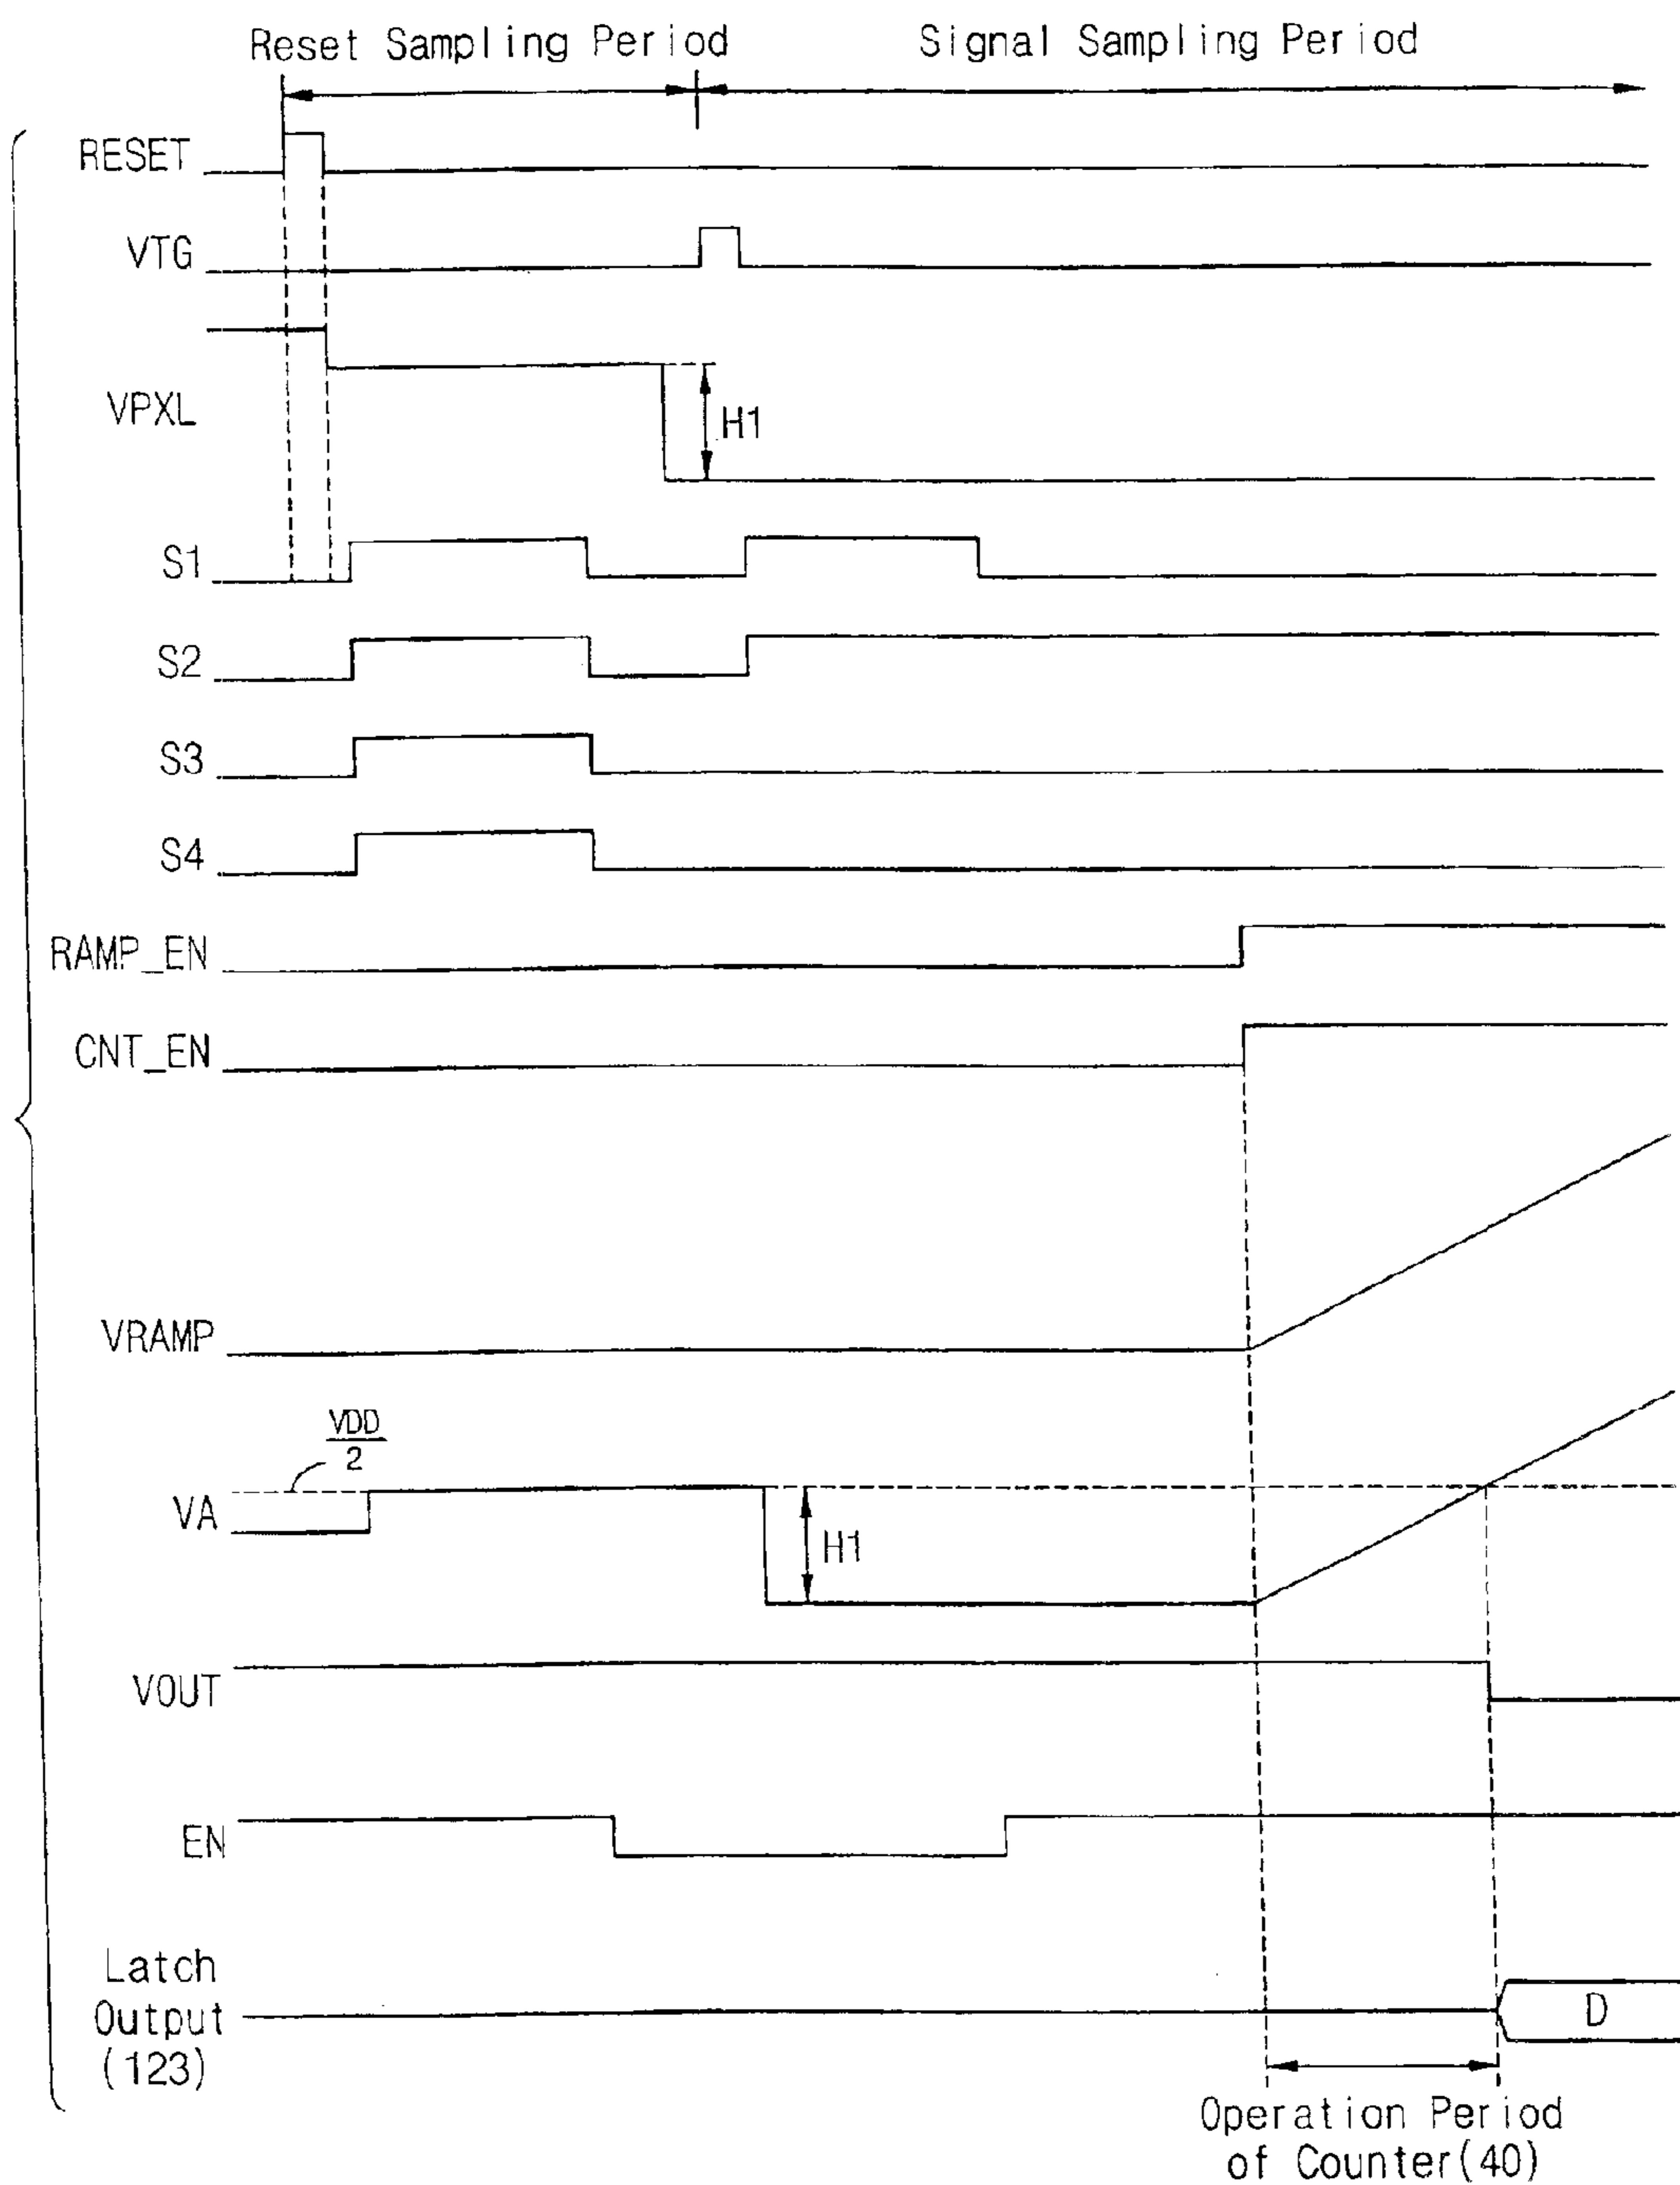 Reset Sampling Period
Signal Sampling Period
RESET
VTG
VPXL
H1
S1
S2
S3
S4
RAMP_EN
CNT_EN
VRAMP
VDD
2
VA
H1
VOUT
EN
Latch
Output
(123)
D
Operation Period
of Counter(40)